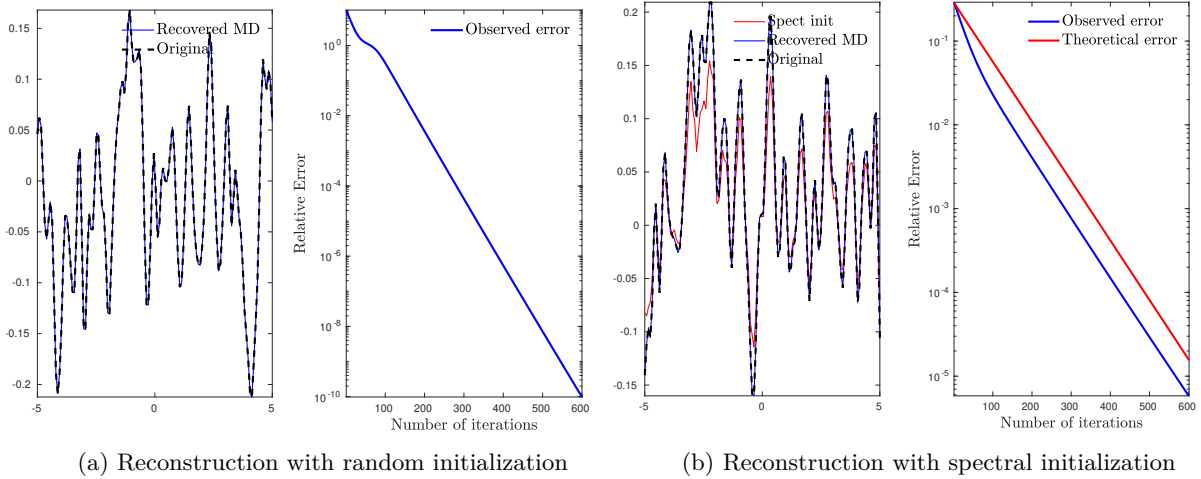 0.15
0.1
0.05
0
-0.05
-0.1
-0.15
-0.2
-5
0
5
Recovered MD
Original
Relative Error
10^0
10^-2
10^-4
10^-6
10^-8
10^-10
100 200 300 400 500 600
Number of iterations
Observed error
0.2
0.15
0.1
0.05
0
-0.05
-0.1
-0.15
-5
0
5
Spect init
Recovered MD
Original
Relative Error
10^-1
10^-2
10^-3
10^-4
10^-5
100 200 300 400 500 600
Number of iterations
Observed error
Theoretical error
(a) Reconstruction with random initialization
(b) Reconstruction with spectral initialization